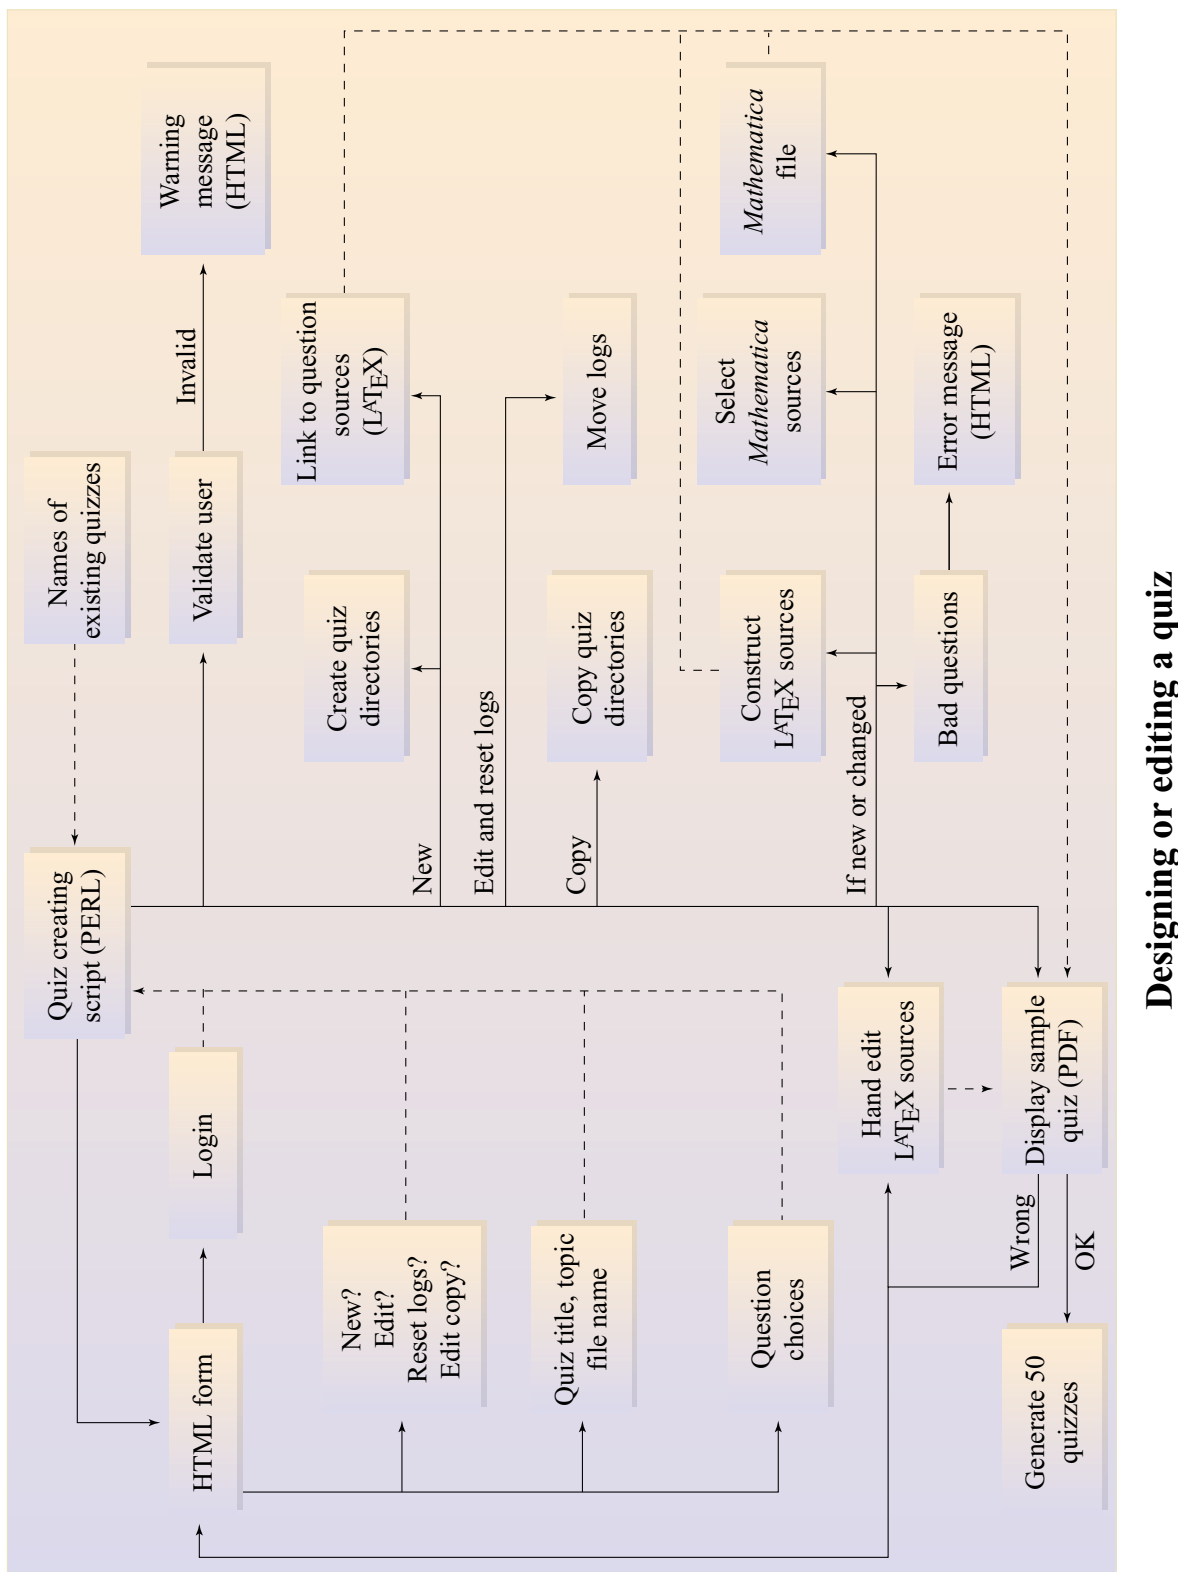 Names of
existing quizzes
Quiz creating
script (PERL)
HTML form
Login
Validate user
Invalid
Warning
message
(HTML)
New?
Edit?
Reset logs?
Edit copy?
New
Create quiz
directories
Link to question
sources
(LATEX)
Edit and reset logs
Move logs
Quiz title, topic
file name
Copy
Copy quiz
directories
Question
choices
Construct
LATEX sources
Select
Mathematica
sources
Mathematica
file
If new or changed
Hand edit
LATEX sources
Bad questions
Error message
(HTML)
Wrong
OK
Display sample
quiz (PDF)
Generate 50
quizzes
Designing or editing a quiz